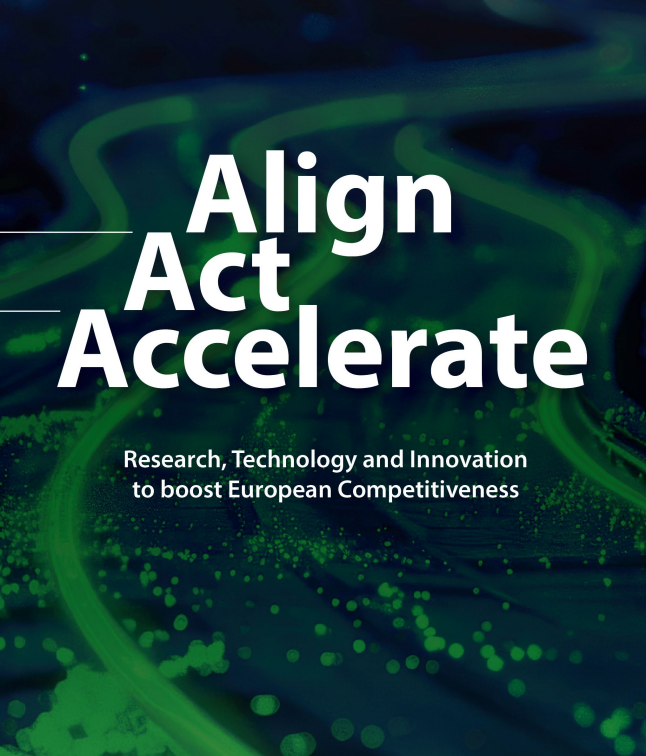 Align
Act
Accelerate
Research, Technology and Innovation
to boost European Competitiveness